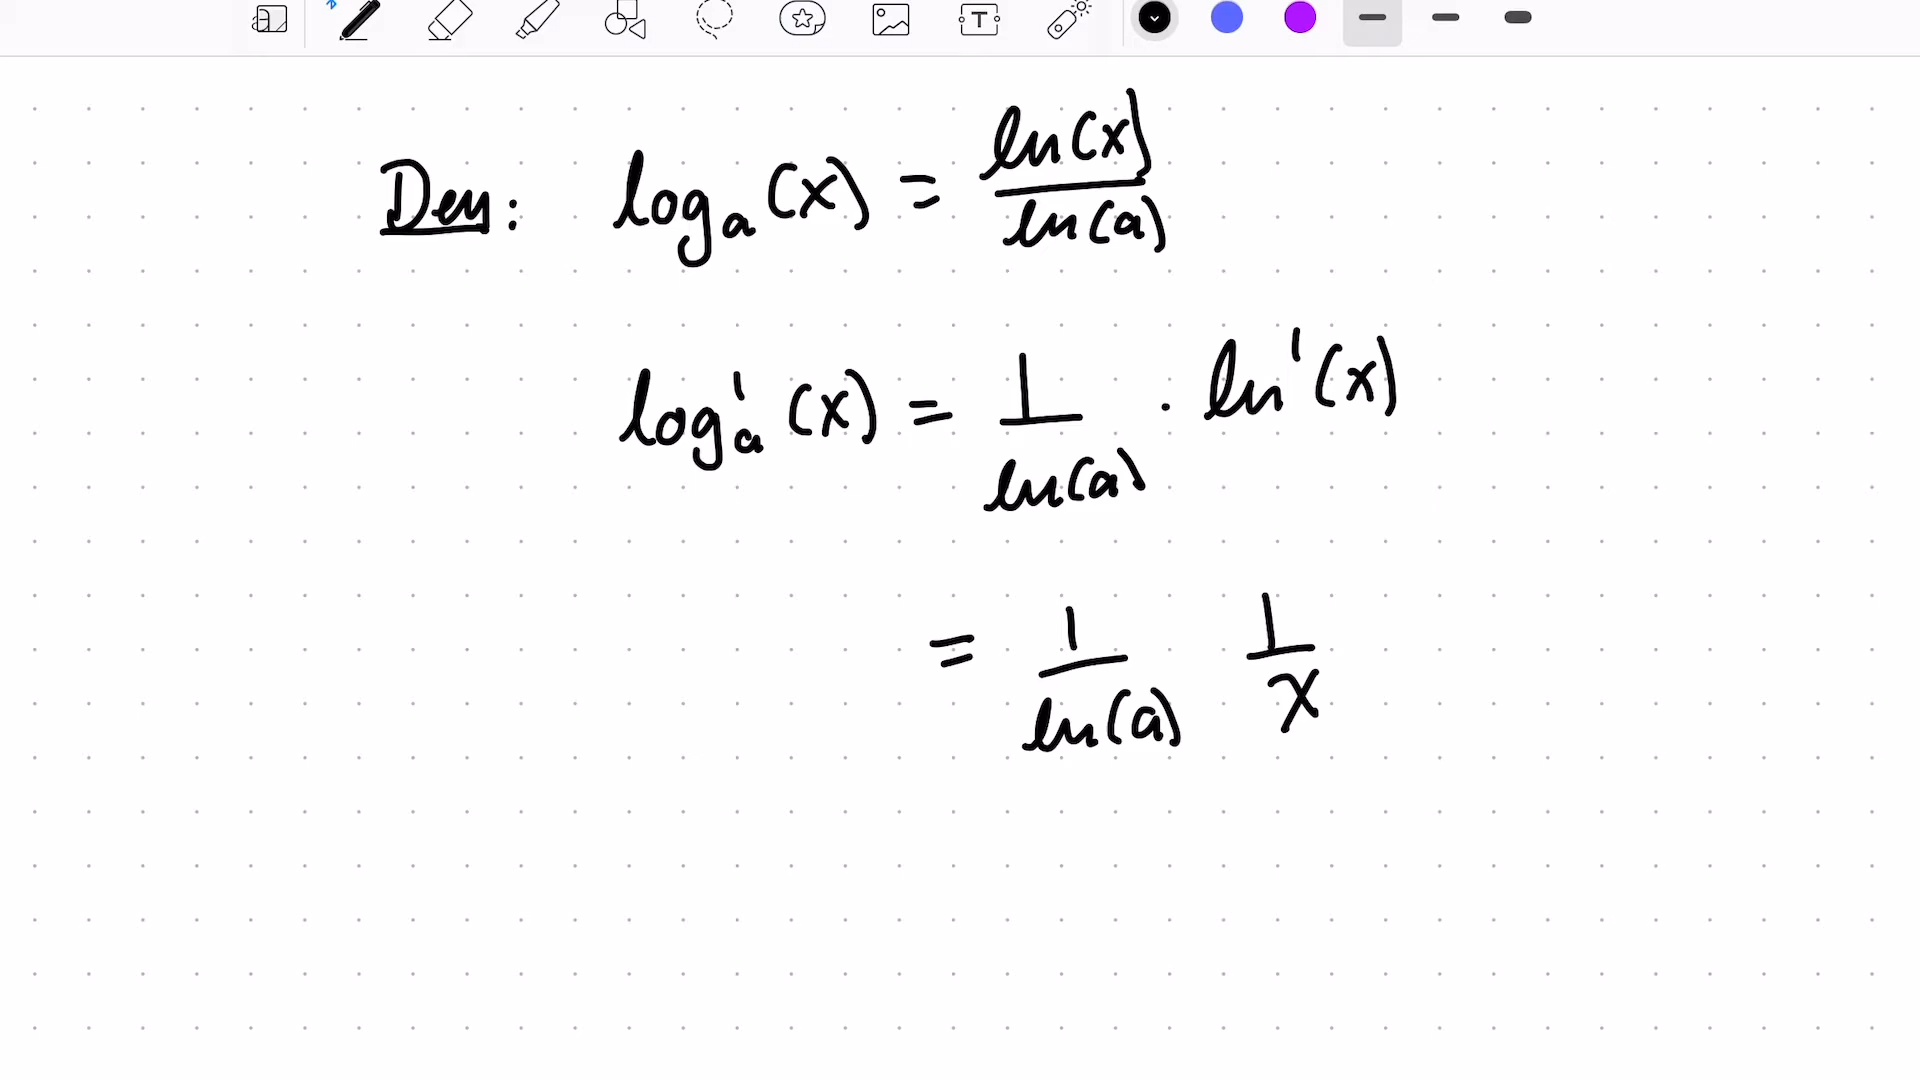 Dem: log_a(x) = ln(x)/ln(a)
log'_a(x) = 1/ln(a) · ln'(x)
= 1/ln(a) 1/x